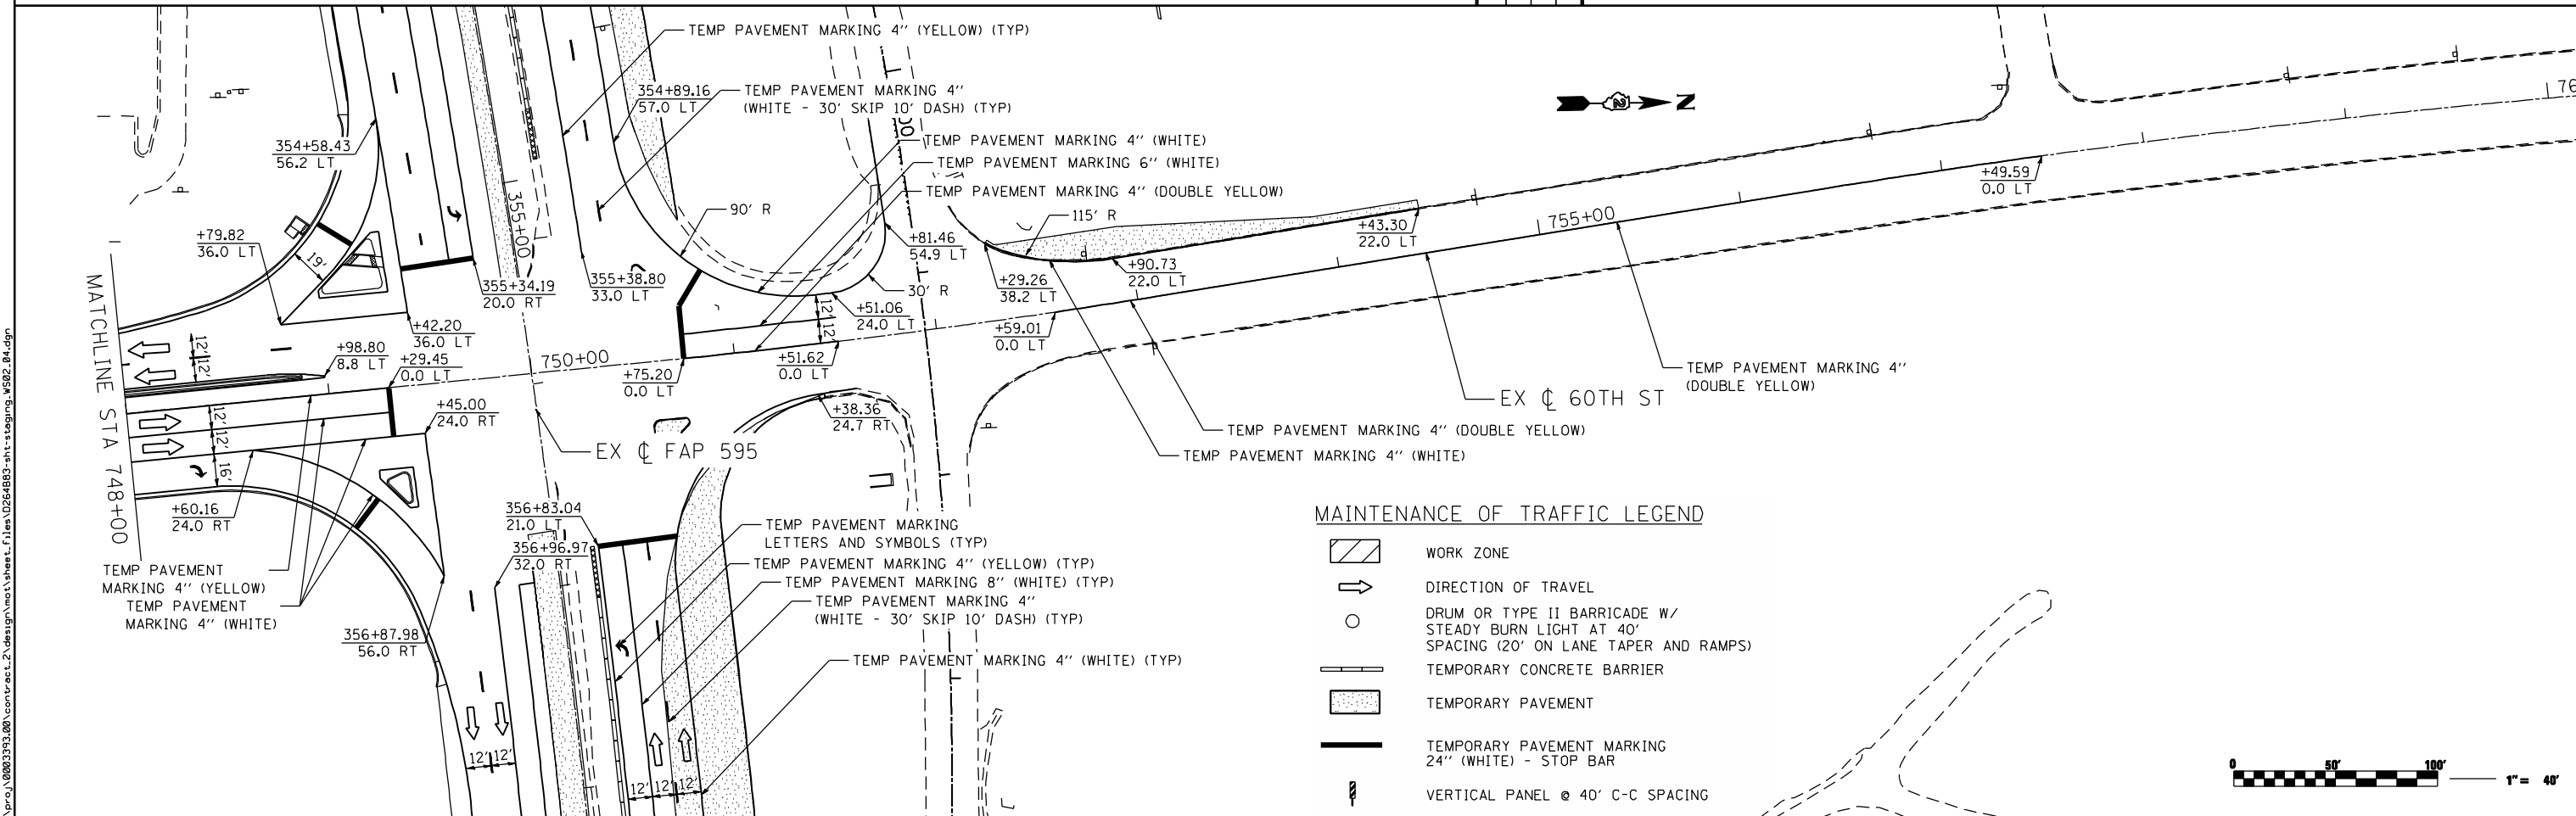 TEMP PAVEMENT MARKING 4'' (YELLOW) (TYP)
354+89.16
57.0 LT
TEMP PAVEMENT MARKING 4''
(WHITE - 30' SKIP 10' DASH) (TYP)
TEMP PAVEMENT MARKING 4'' (WHITE)
TEMP PAVEMENT MARKING 6'' (WHITE)
TEMP PAVEMENT MARKING 4'' (DOUBLE YELLOW)
N
354+58.43
56.2 LT
+49.59
0.0 LT
755+00
76
355+00
00
90' R
115' R
+43.30
22.0 LT
+79.82
36.0 LT
19'
+81.46
54.9 LT
+90.73
22.0 LT
355+34.19
20.0 RT
355+38.80
33.0 LT
30' R
+29.26
38.2 LT
+51.06
24.0 LT
12'
12'
+42.20
36.0 LT
+59.01
0.0 LT
MATCHLINE STA 748+00
12'
12'
+98.80
8.8 LT
+29.45
0.0 LT
750+00
+75.20
0.0 LT
+51.62
0.0 LT
TEMP PAVEMENT MARKING 4''
(DOUBLE YELLOW)
EX ℄ 60TH ST
+45.00
24.0 RT
+38.36
24.7 RT
12'
12'
16'
TEMP PAVEMENT MARKING 4'' (DOUBLE YELLOW)
TEMP PAVEMENT MARKING 4'' (WHITE)
EX ℄ FAP 595
+60.16
24.0 RT
356+83.04
21.0 LT
356+96.97
32.0 RT
TEMP PAVEMENT MARKING
LETTERS AND SYMBOLS (TYP)
TEMP PAVEMENT MARKING 4'' (YELLOW) (TYP)
TEMP PAVEMENT MARKING 8'' (WHITE) (TYP)
TEMP PAVEMENT MARKING 4''
(WHITE - 30' SKIP 10' DASH) (TYP)
TEMP PAVEMENT MARKING 4'' (WHITE) (TYP)
TEMP PAVEMENT
MARKING 4'' (YELLOW)
TEMP PAVEMENT
MARKING 4'' (WHITE)
356+87.98
56.0 RT
12'
12'
12'
12'
12'
MAINTENANCE OF TRAFFIC LEGEND
WORK ZONE
DIRECTION OF TRAVEL
DRUM OR TYPE II BARRICADE W/
STEADY BURN LIGHT AT 40'
SPACING (20' ON LANE TAPER AND RAMPS)
TEMPORARY CONCRETE BARRIER
TEMPORARY PAVEMENT
TEMPORARY PAVEMENT MARKING
24'' (WHITE) - STOP BAR
VERTICAL PANEL @ 40' C-C SPACING
0 50' 100'
1'' = 40'
\proj\0003393.00\contract_2\design\mot\sheet_files\D264B83-sht-staging_WS02_04.dgn